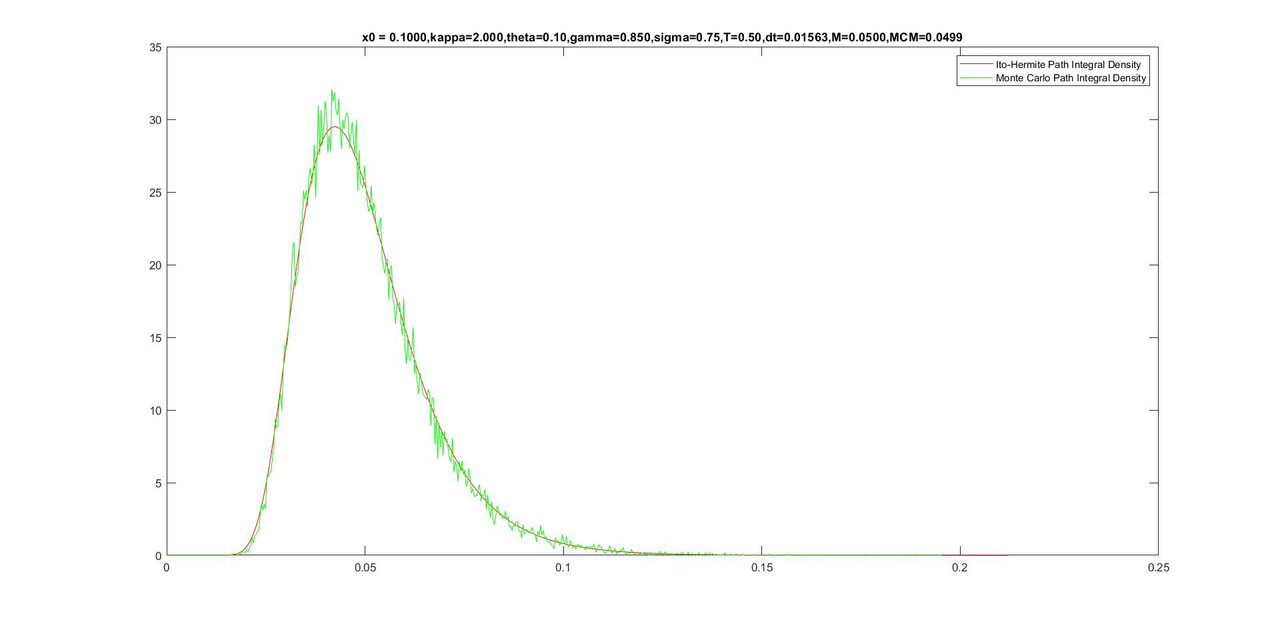 x0 = 0.1000,kappa=2.000,theta=0.10,gamma=0.850,sigma=0.75,T=0.50,dt=0.01563,M=0.0500,MCM=0.0499
Ito-Hermite Path Integral Density
Monte Carlo Path Integral Density
35
30
25
20
15
10
5
0
0 0.05 0.1 0.15 0.2 0.25